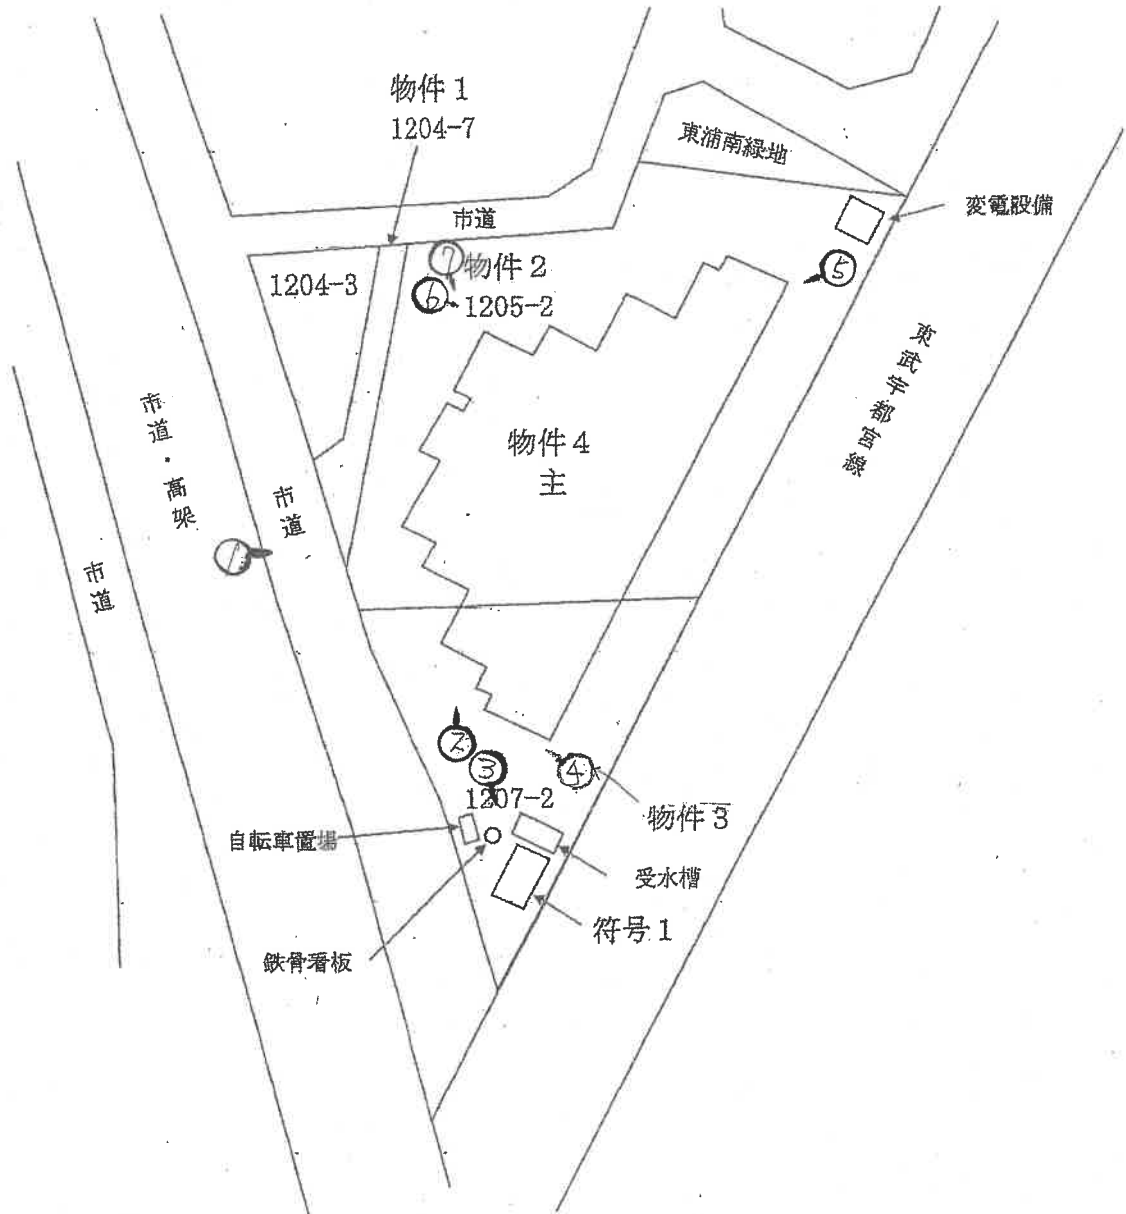 物件1
1204-7
東浦南緑地
変電設備
市道
⑦
物件2
1204-3
⑥
1205-2
⑤
東武宇都宮線
市道・高架
物件4
主
市道
①
市道
②
③
④
1207-2
物件3
自転車置場
受水槽
符号1
鉄骨看板